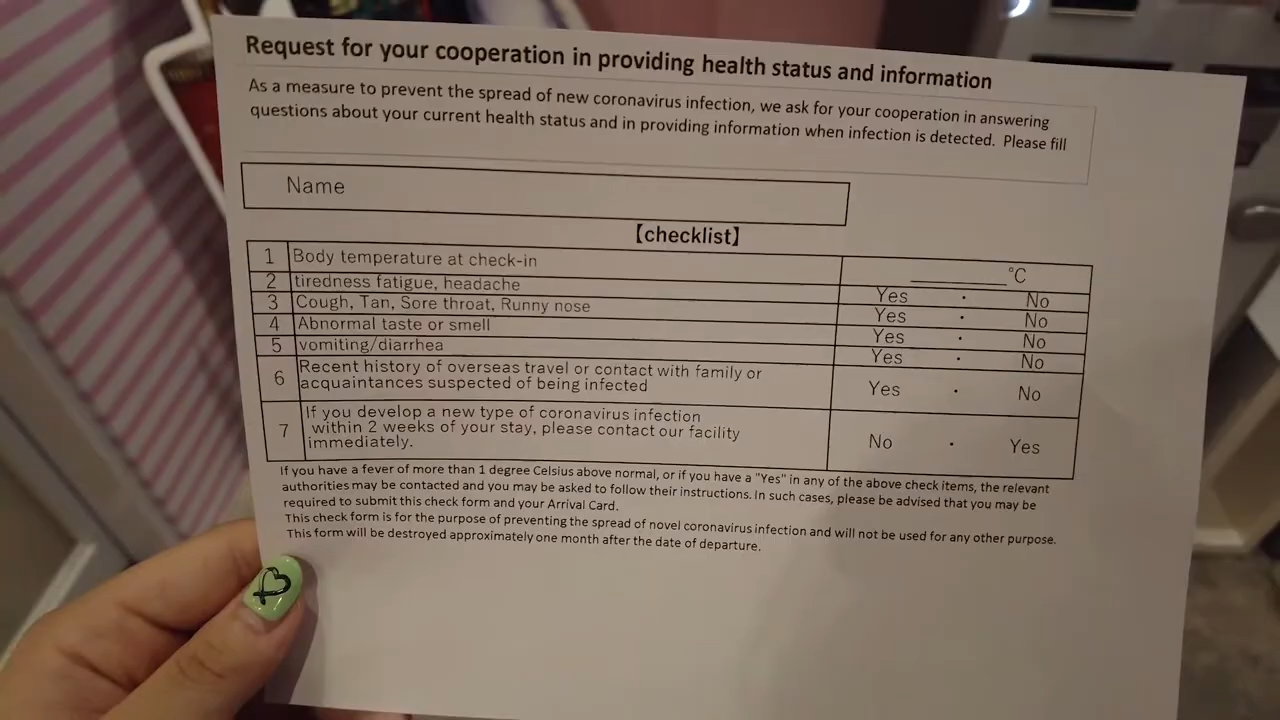 Request for your cooperation in providing health status and information
As a measure to prevent the spread of new coronavirus infection, we ask for your cooperation in answering
questions about your current health status and in providing information when infection is detected. Please fill
Name
【checklist】
1 Body temperature at check-in ______ °C
2 tiredness fatigue, headache Yes · No
3 Cough, Tan, Sore throat, Runny nose Yes · No
4 Abnormal taste or smell Yes · No
5 vomiting/diarrhea Yes · No
6 Recent history of overseas travel or contact with family or
acquaintances suspected of being infected Yes · No
7 If you develop a new type of coronavirus infection
within 2 weeks of your stay, please contact our facility
immediately. No · Yes
If you have a fever of more than 1 degree Celsius above normal, or if you have a "Yes" in any of the above check items, the relevant
authorities may be contacted and you may be asked to follow their instructions. In such cases, please be advised that you may be
required to submit this check form and your Arrival Card.
This check form is for the purpose of preventing the spread of novel coronavirus infection and will not be used for any other purpose.
This form will be destroyed approximately one month after the date of departure.